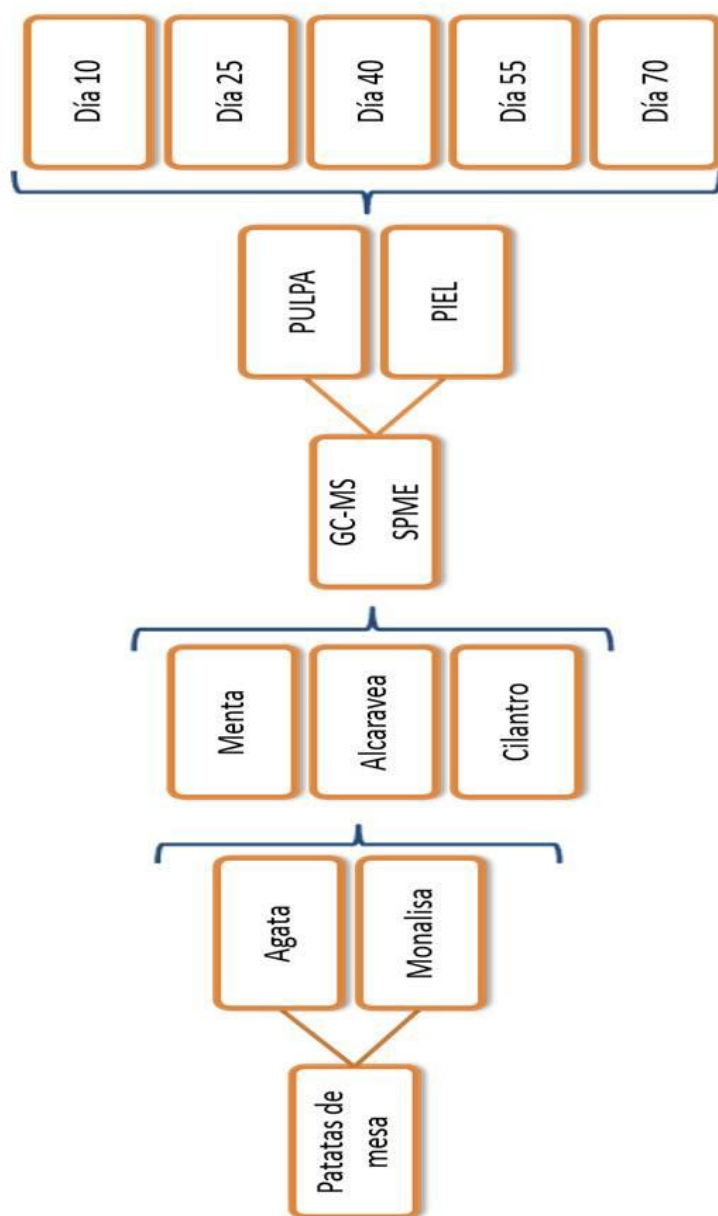 Patatas de
mesa
Agata
Monalisa
Menta
Alcaravea
Cilantro
GC-MS
SPME
PULPA
PIEL
Día 10
Día 25
Día 40
Día 55
Día 70